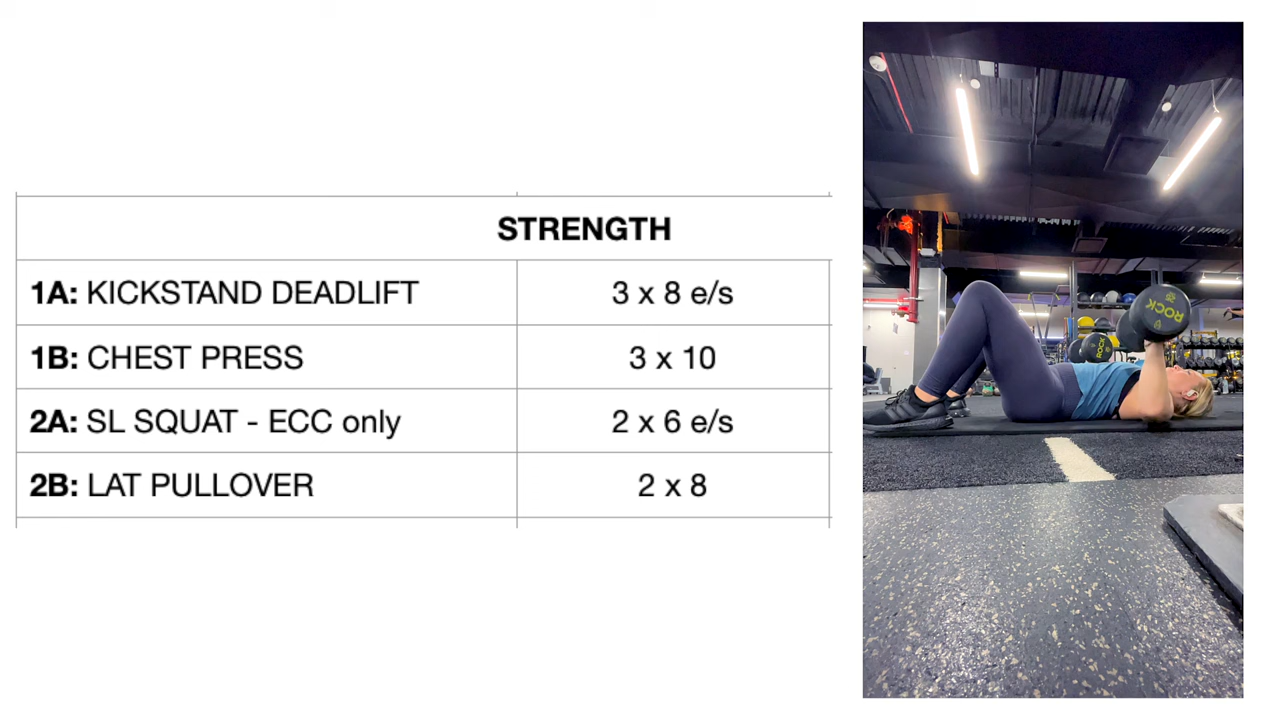 STRENGTH
1A: KICKSTAND DEADLIFT 3 x 8 e/s
1B: CHEST PRESS 3 x 10
2A: SL SQUAT - ECC only 2 x 6 e/s
2B: LAT PULLOVER 2 x 8
ROCK
ROCK